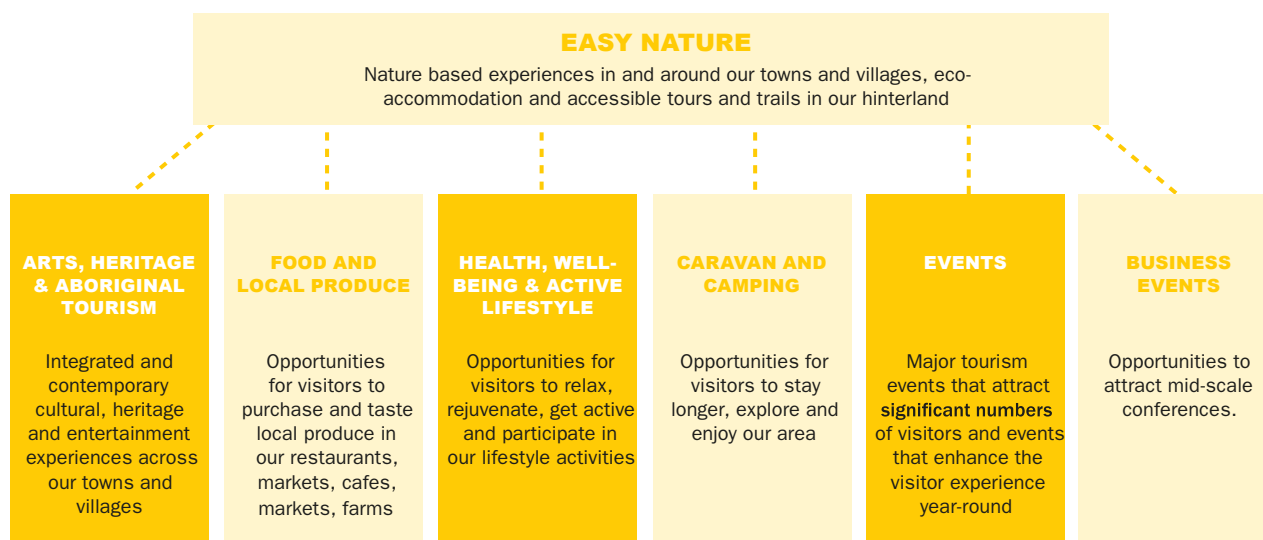 EASY NATURE
Nature based experiences in and around our towns and villages, eco-
accommodation and accessible tours and trails in our hinterland
ARTS, HERITAGE
& ABORIGINAL
TOURISM
Integrated and
contemporary
cultural, heritage
and entertainment
experiences across
our towns and
villages
FOOD AND
LOCAL PRODUCE
Opportunities
for visitors to
purchase and taste
local produce in
our restaurants,
markets, cafes,
markets, farms
HEALTH, WELL-
BEING & ACTIVE
LIFESTYLE
Opportunities for
visitors to relax,
rejuvenate, get active
and participate in
our lifestyle activities
CARAVAN AND
CAMPING
Opportunities for
visitors to stay
longer, explore and
enjoy our area
EVENTS
Major tourism
events that attract
significant numbers
of visitors and events
that enhance the
visitor experience
year-round
BUSINESS
EVENTS
Opportunities to
attract mid-scale
conferences.